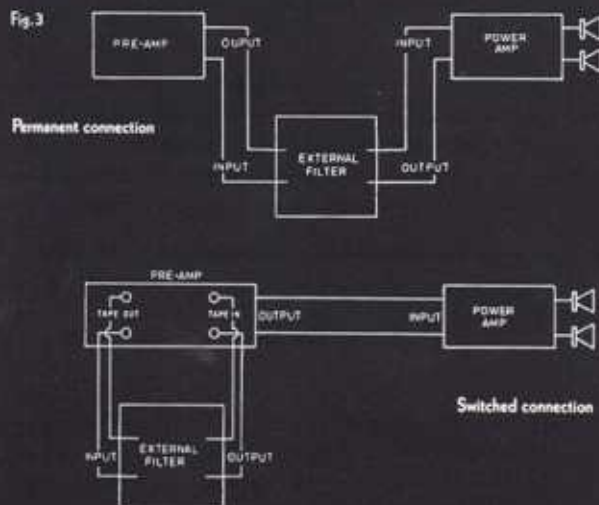 Fig.3
PRE-AMP
OUPUT
INPUT
POWER AMP
Permanent connection
INPUT
EXTERNAL FILTER
OUTPUT
PRE-AMP
TAPE OUT
TAPE IN
OUTPUT
INPUT
POWER AMP
Switched connection
INPUT
EXTERNAL FILTER
OUTPUT